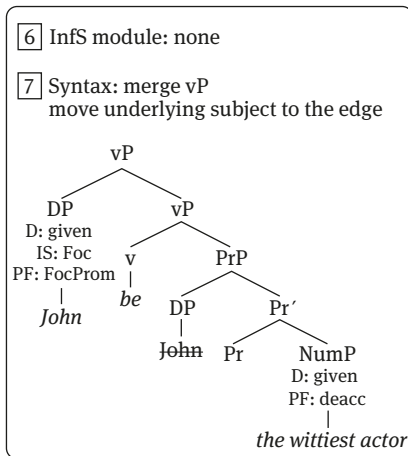 6 InfS module: none
7 Syntax: merge vP
move underlying subject to the edge
vP
DP vP
D: given
IS: Foc v PrP
PF: FocProm
John be DP Pr′
John Pr NumP
D: given
PF: deacc
the wittiest actor